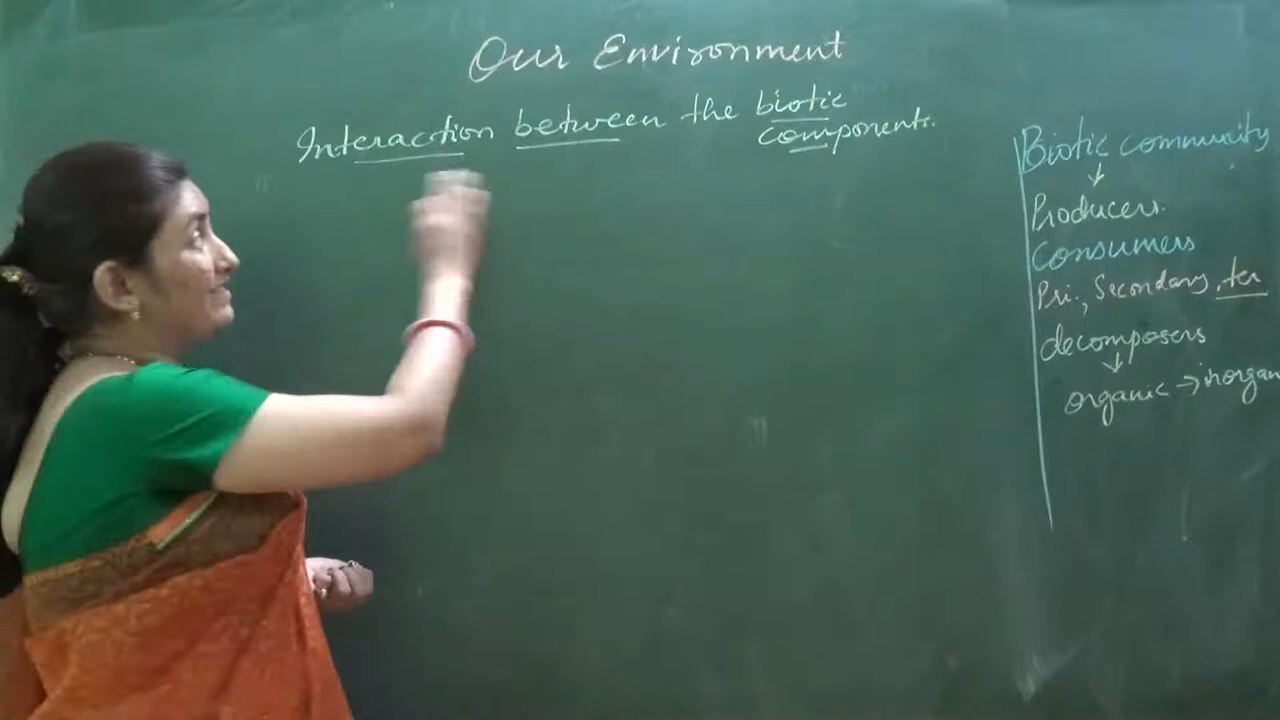 Our Environment
Interaction between the biotic
components.
Biotic community
↓
Producers.
Consumers
Pri., Secondary, ter
decomposers
↓
organic → inorgan